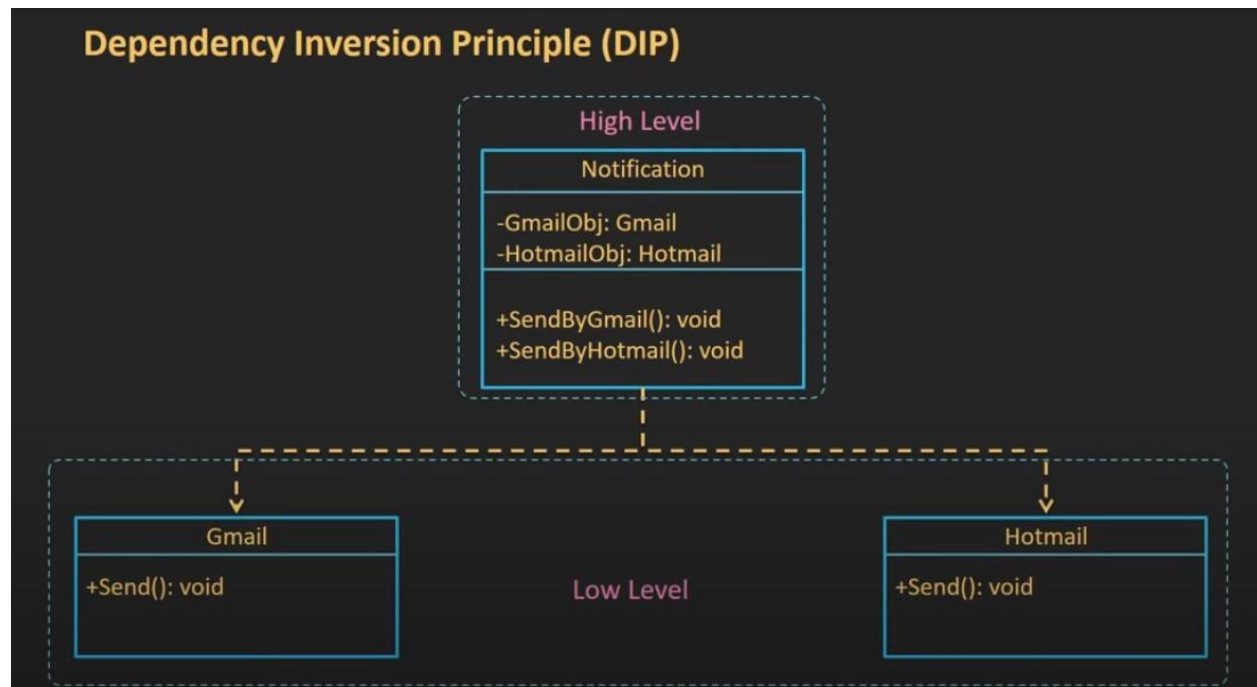 Dependency Inversion Principle (DIP)
High Level
Notification
-GmailObj: Gmail
-HotmailObj: Hotmail
+SendByGmail(): void
+SendByHotmail(): void
Gmail
+Send(): void
Low Level
Hotmail
+Send(): void